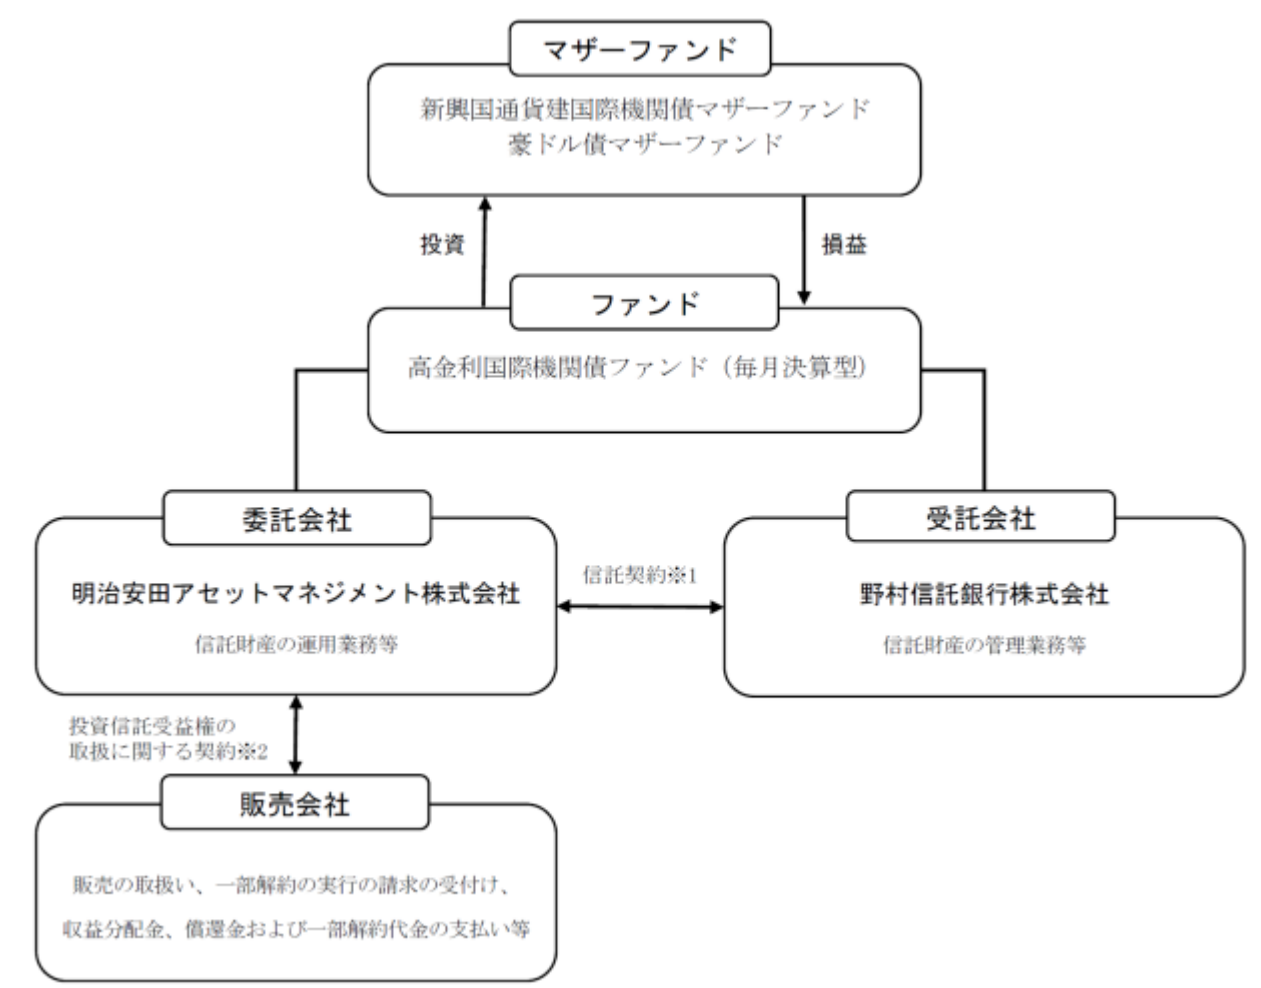 マザーファンド
新興国通貨建国際機関債マザーファンド
豪ドル債マザーファンド
投資
損益
ファンド
高金利国際機関債ファンド（毎月決算型）
委託会社
明治安田アセットマネジメント株式会社
信託財産の運用業務等
信託契約※1
受託会社
野村信託銀行株式会社
信託財産の管理業務等
投資信託受益権の
取扱に関する契約※2
販売会社
販売の取扱い、一部解約の実行の請求の受付け、
収益分配金、償還金および一部解約代金の支払い等